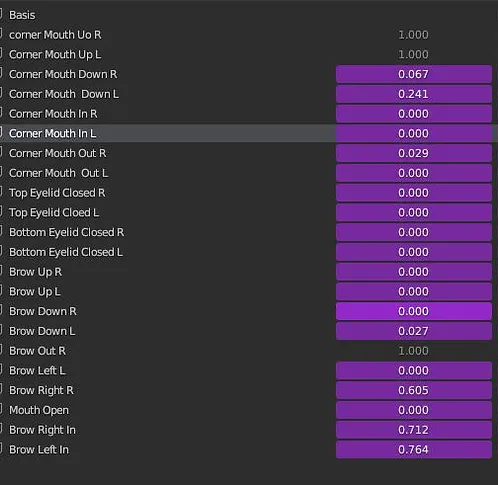 Basis
corner Mouth Uo R 1.000
Corner Mouth Up L 1.000
Corner Mouth Down R 0.067
Corner Mouth  Down L 0.241
Corner Mouth In R 0.000
Corner Mouth In L 0.000
Corner Mouth Out R 0.029
Corner Mouth  Out L 0.000
Top Eyelid Closed R 0.000
Top Eyelid Cloed L 0.000
Bottom Eyelid Closed R 0.000
Bottom Eyelid Closed L 0.000
Brow Up R 0.000
Brow Up L 0.000
Brow Down R 0.000
Brow Down L 0.027
Brow Out R 1.000
Brow Left L 0.000
Brow Right R 0.605
Mouth Open 0.000
Brow Right In 0.712
Brow Left In 0.764